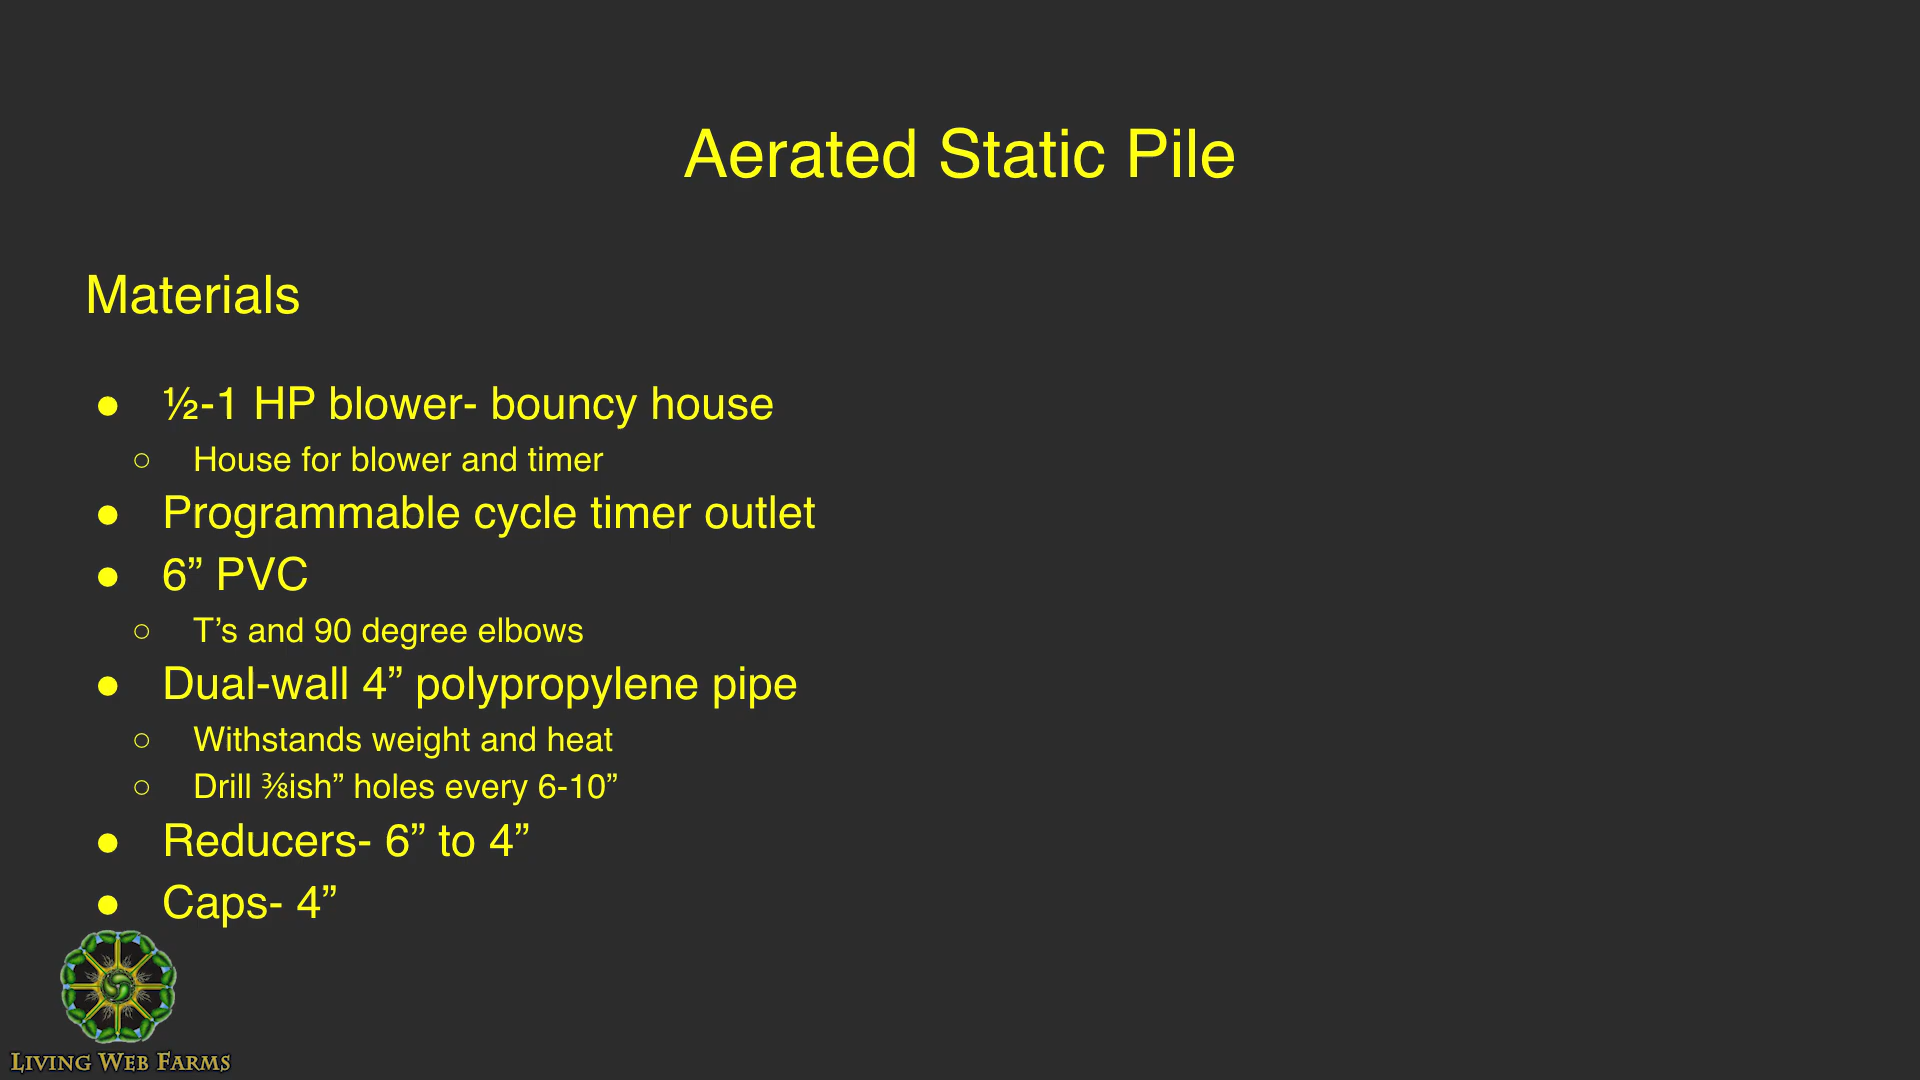 Aerated Static Pile
Materials
● ½-1 HP blower- bouncy house
○ House for blower and timer
● Programmable cycle timer outlet
● 6” PVC
○ T’s and 90 degree elbows
● Dual-wall 4” polypropylene pipe
○ Withstands weight and heat
○ Drill ⅜ish” holes every 6-10”
● Reducers- 6” to 4”
● Caps- 4”
LIVING WEB FARMS